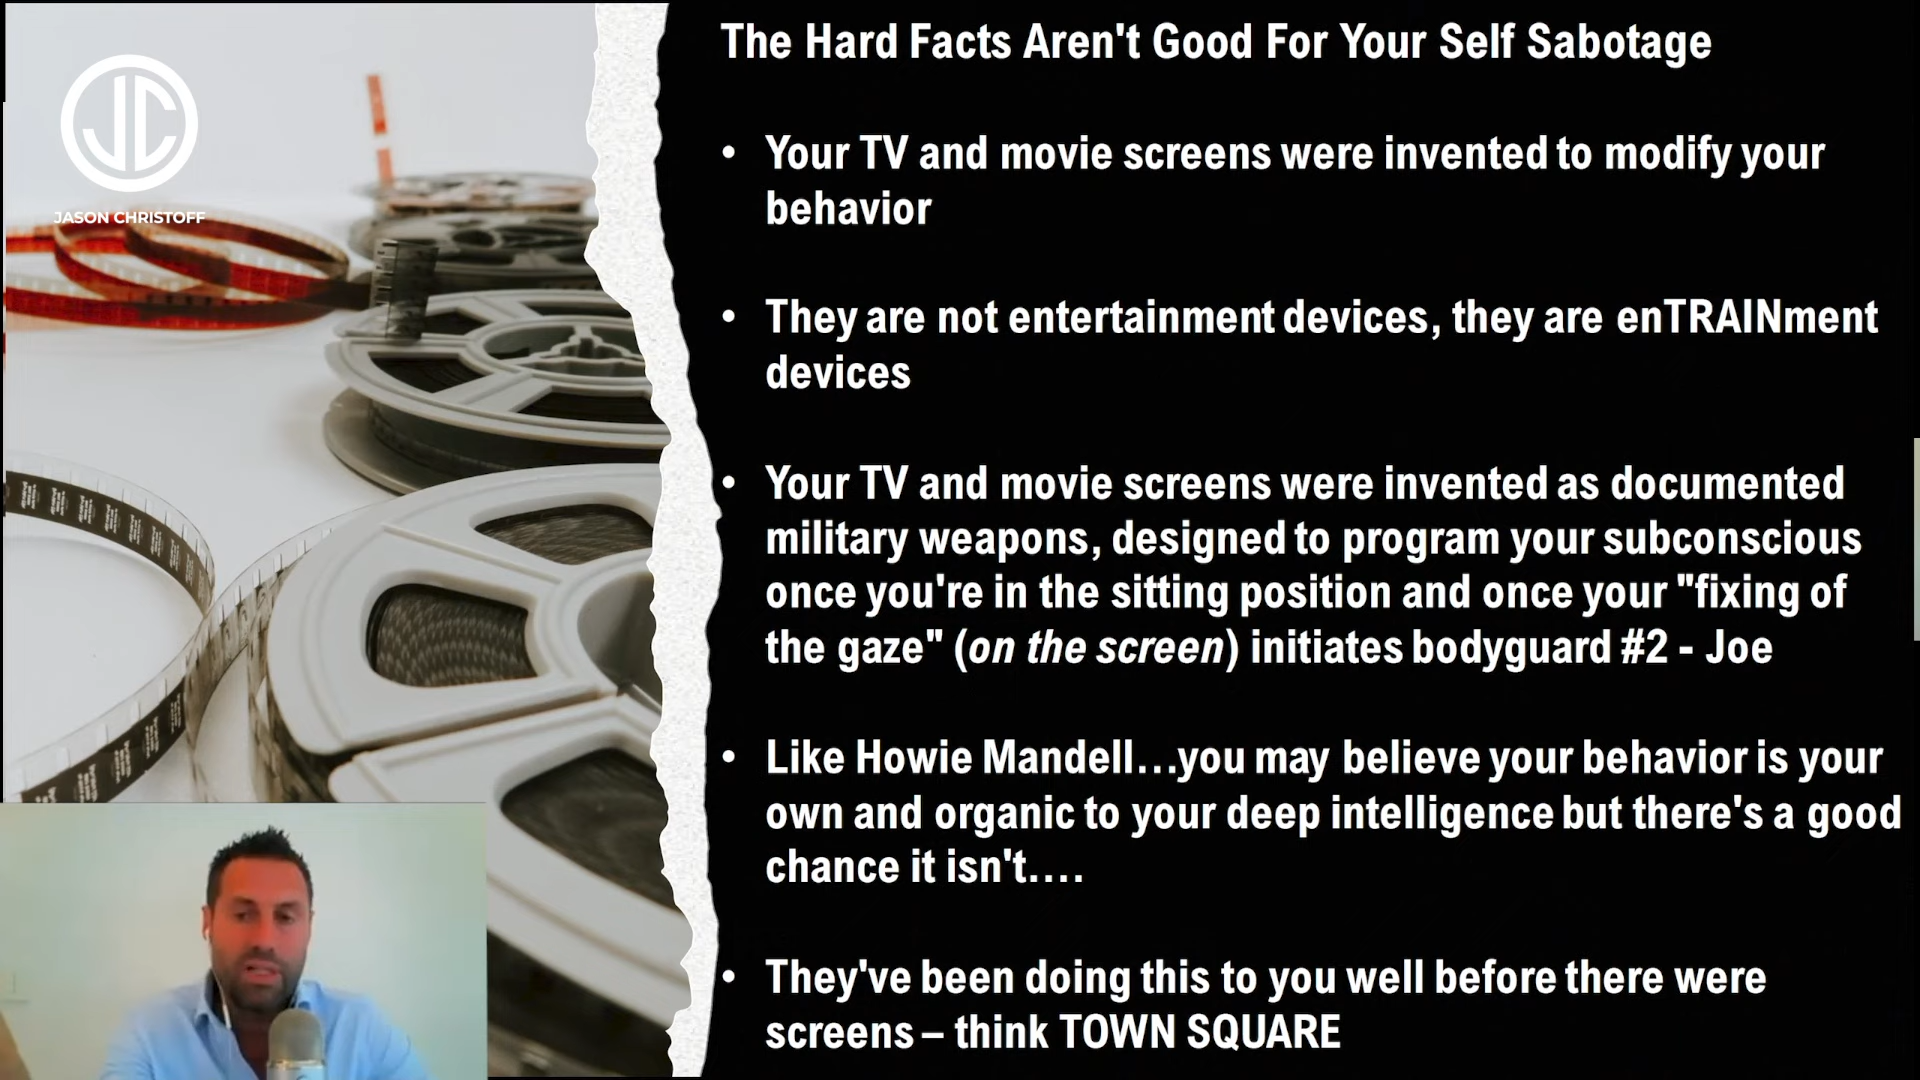 JC
JASON CHRISTOFF
The Hard Facts Aren't Good For Your Self Sabotage
• Your TV and movie screens were invented to modify your
behavior
• They are not entertainment devices, they are enTRAINment
devices
• Your TV and movie screens were invented as documented
military weapons, designed to program your subconscious
once you're in the sitting position and once your "fixing of
the gaze" (on the screen) initiates bodyguard #2 - Joe
• Like Howie Mandell…you may believe your behavior is your
own and organic to your deep intelligence but there's a good
chance it isn't….
• They've been doing this to you well before there were
screens – think TOWN SQUARE